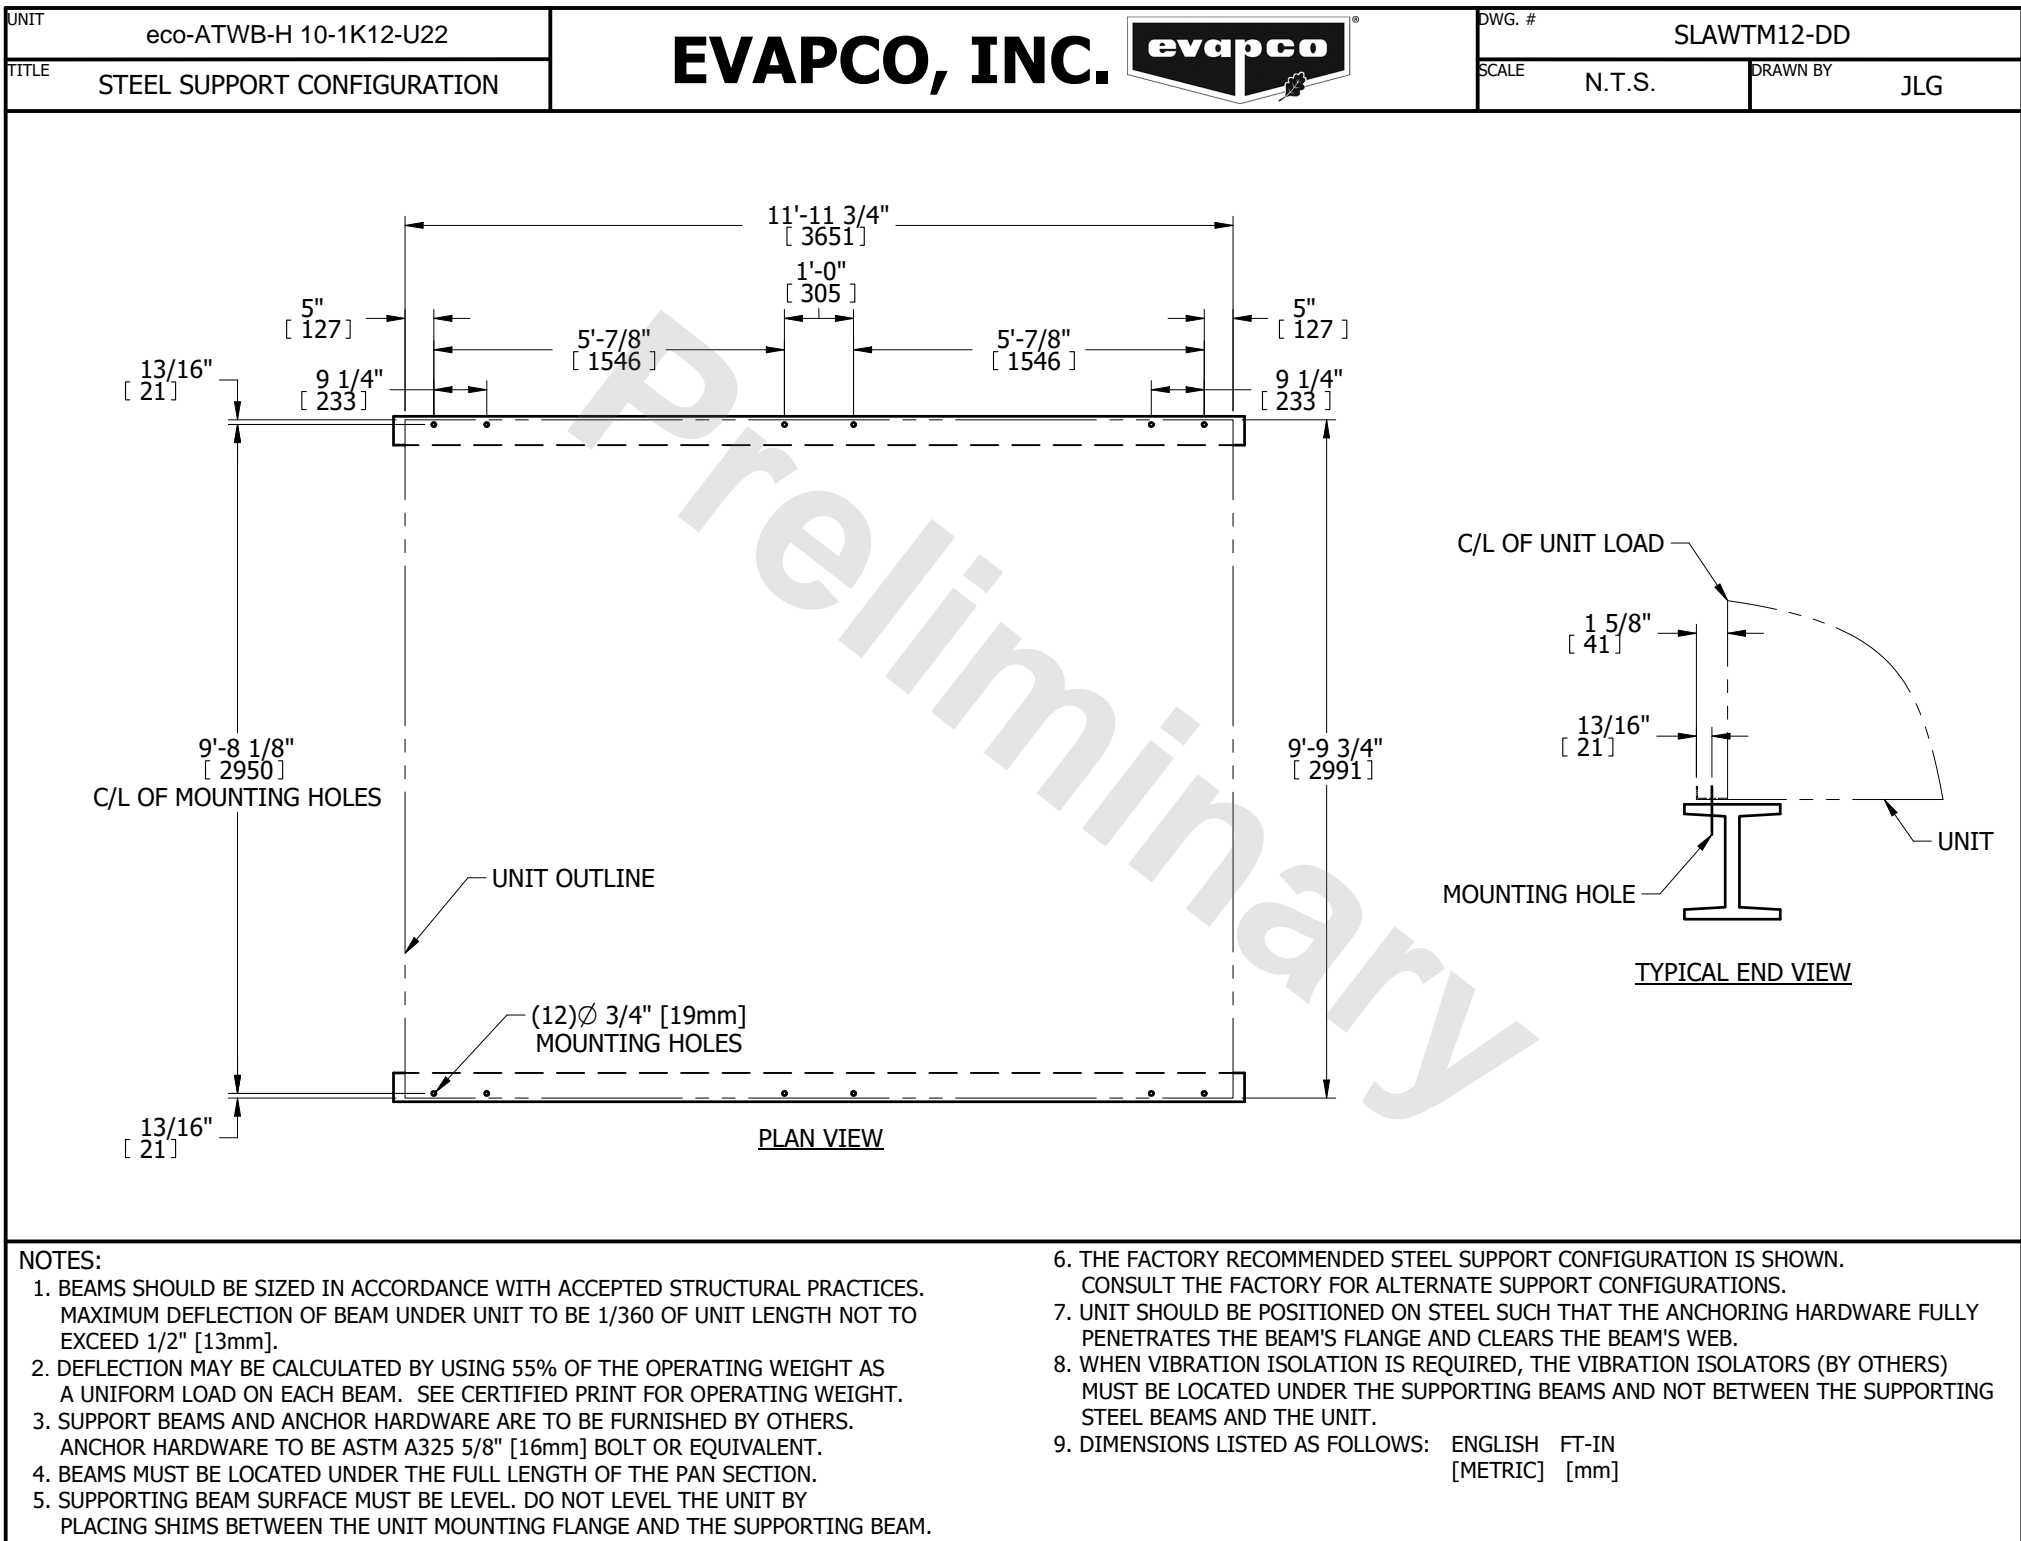 UNIT
eco-ATWB-H 10-1K12-U22
TITLE
STEEL SUPPORT CONFIGURATION
EVAPCO, INC.
evapco
®
DWG. #
SLAWTM12-DD
SCALE
N.T.S.
DRAWN BY
JLG
11'-11 3/4"
[ 3651 ]
1'-0"
[ 305 ]
5"
[ 127 ]
5'-7/8"
[ 1546 ]
5'-7/8"
[ 1546 ]
5"
[ 127 ]
13/16"
[ 21 ]
9 1/4"
[ 233 ]
9 1/4"
[ 233 ]
Preliminary
C/L OF UNIT LOAD
1 5/8"
[ 41 ]
13/16"
[ 21 ]
9'-8 1/8"
[ 2950 ]
C/L OF MOUNTING HOLES
9'-9 3/4"
[ 2991 ]
UNIT
MOUNTING HOLE
TYPICAL END VIEW
UNIT OUTLINE
(12)∅ 3/4" [19mm]
MOUNTING HOLES
13/16"
[ 21 ]
PLAN VIEW
NOTES:
1. BEAMS SHOULD BE SIZED IN ACCORDANCE WITH ACCEPTED STRUCTURAL PRACTICES.
MAXIMUM DEFLECTION OF BEAM UNDER UNIT TO BE 1/360 OF UNIT LENGTH NOT TO
EXCEED 1/2" [13mm].
2. DEFLECTION MAY BE CALCULATED BY USING 55% OF THE OPERATING WEIGHT AS
A UNIFORM LOAD ON EACH BEAM. SEE CERTIFIED PRINT FOR OPERATING WEIGHT.
3. SUPPORT BEAMS AND ANCHOR HARDWARE ARE TO BE FURNISHED BY OTHERS.
ANCHOR HARDWARE TO BE ASTM A325 5/8" [16mm] BOLT OR EQUIVALENT.
4. BEAMS MUST BE LOCATED UNDER THE FULL LENGTH OF THE PAN SECTION.
5. SUPPORTING BEAM SURFACE MUST BE LEVEL. DO NOT LEVEL THE UNIT BY
PLACING SHIMS BETWEEN THE UNIT MOUNTING FLANGE AND THE SUPPORTING BEAM.
6. THE FACTORY RECOMMENDED STEEL SUPPORT CONFIGURATION IS SHOWN.
CONSULT THE FACTORY FOR ALTERNATE SUPPORT CONFIGURATIONS.
7. UNIT SHOULD BE POSITIONED ON STEEL SUCH THAT THE ANCHORING HARDWARE FULLY
PENETRATES THE BEAM'S FLANGE AND CLEARS THE BEAM'S WEB.
8. WHEN VIBRATION ISOLATION IS REQUIRED, THE VIBRATION ISOLATORS (BY OTHERS)
MUST BE LOCATED UNDER THE SUPPORTING BEAMS AND NOT BETWEEN THE SUPPORTING
STEEL BEAMS AND THE UNIT.
9. DIMENSIONS LISTED AS FOLLOWS: ENGLISH FT-IN
[METRIC] [mm]